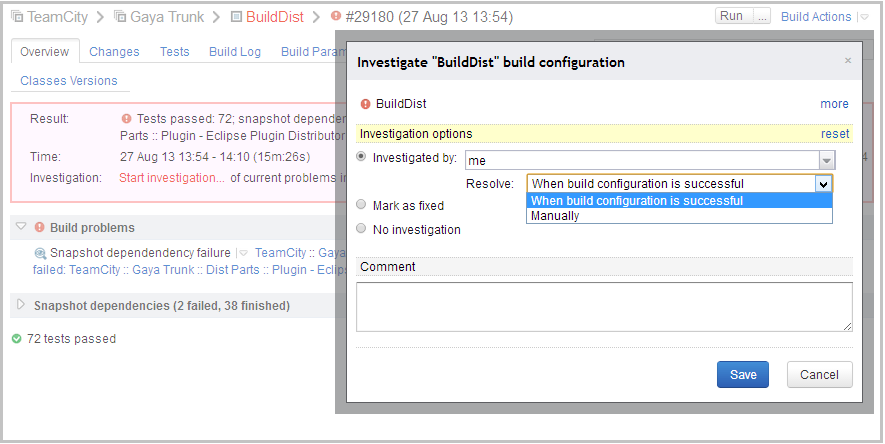 TeamCity Gaya Trunk BuildDist #29180 (27 Aug 13 13:54) Run ... Build Actions
Overview Changes Tests Build Log Build Param
Classes Versions
Result: Tests passed: 72; snapshot
Parts :: Plugin - Eclipse Plugin Distributor
Time: 27 Aug 13 13:54 - 14:10 (15m:26s)
Investigation: Start investigation... of current problems in
Build problems
Snapshot dependendency failure TeamCity :: Gaya
failed: TeamCity :: Gaya Trunk :: Dist Parts :: Plugin - Eclips
Snapshot dependencies (2 failed, 38 finished)
72 tests passed
Investigate "BuildDist" build configuration ×
BuildDist more
Investigation options reset
Investigated by: me
Resolve: When build configuration is successful
When build configuration is successful
Manually
Mark as fixed
No investigation
Comment
Save Cancel